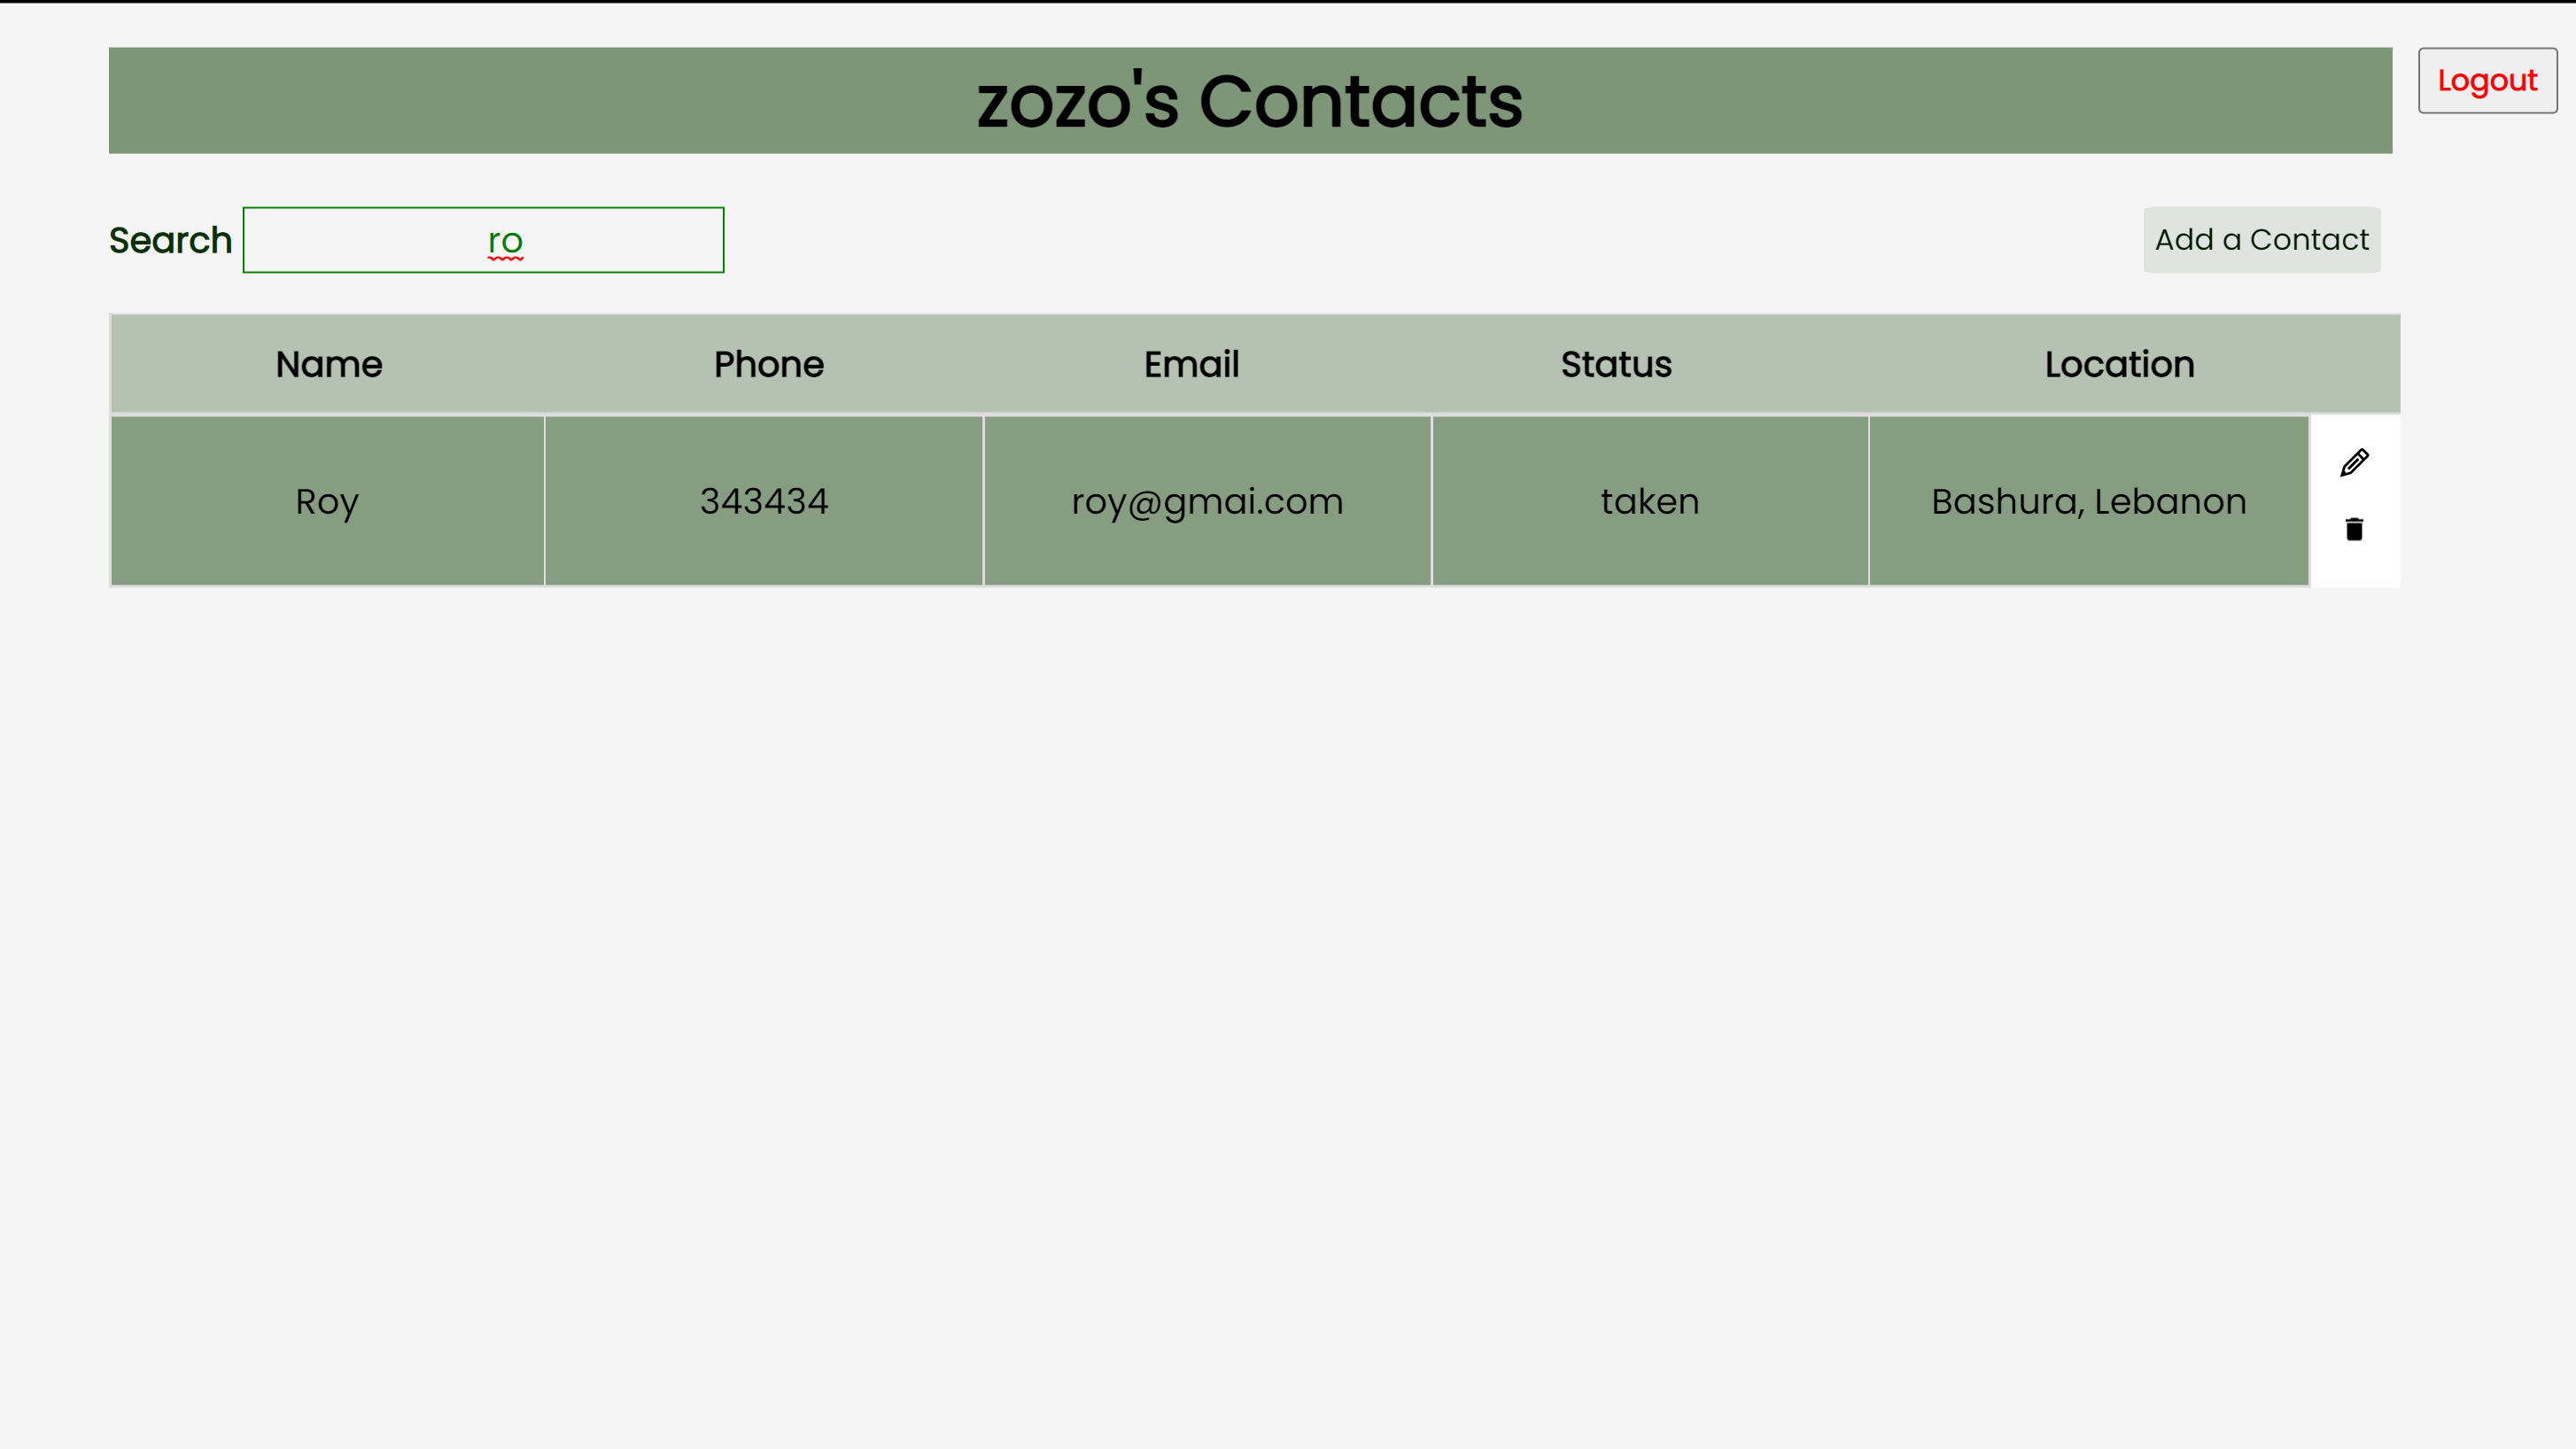 zozo's Contacts
Logout
Search ro
Add a Contact
Name Phone Email Status Location
Roy 343434 roy@gmai.com taken Bashura, Lebanon